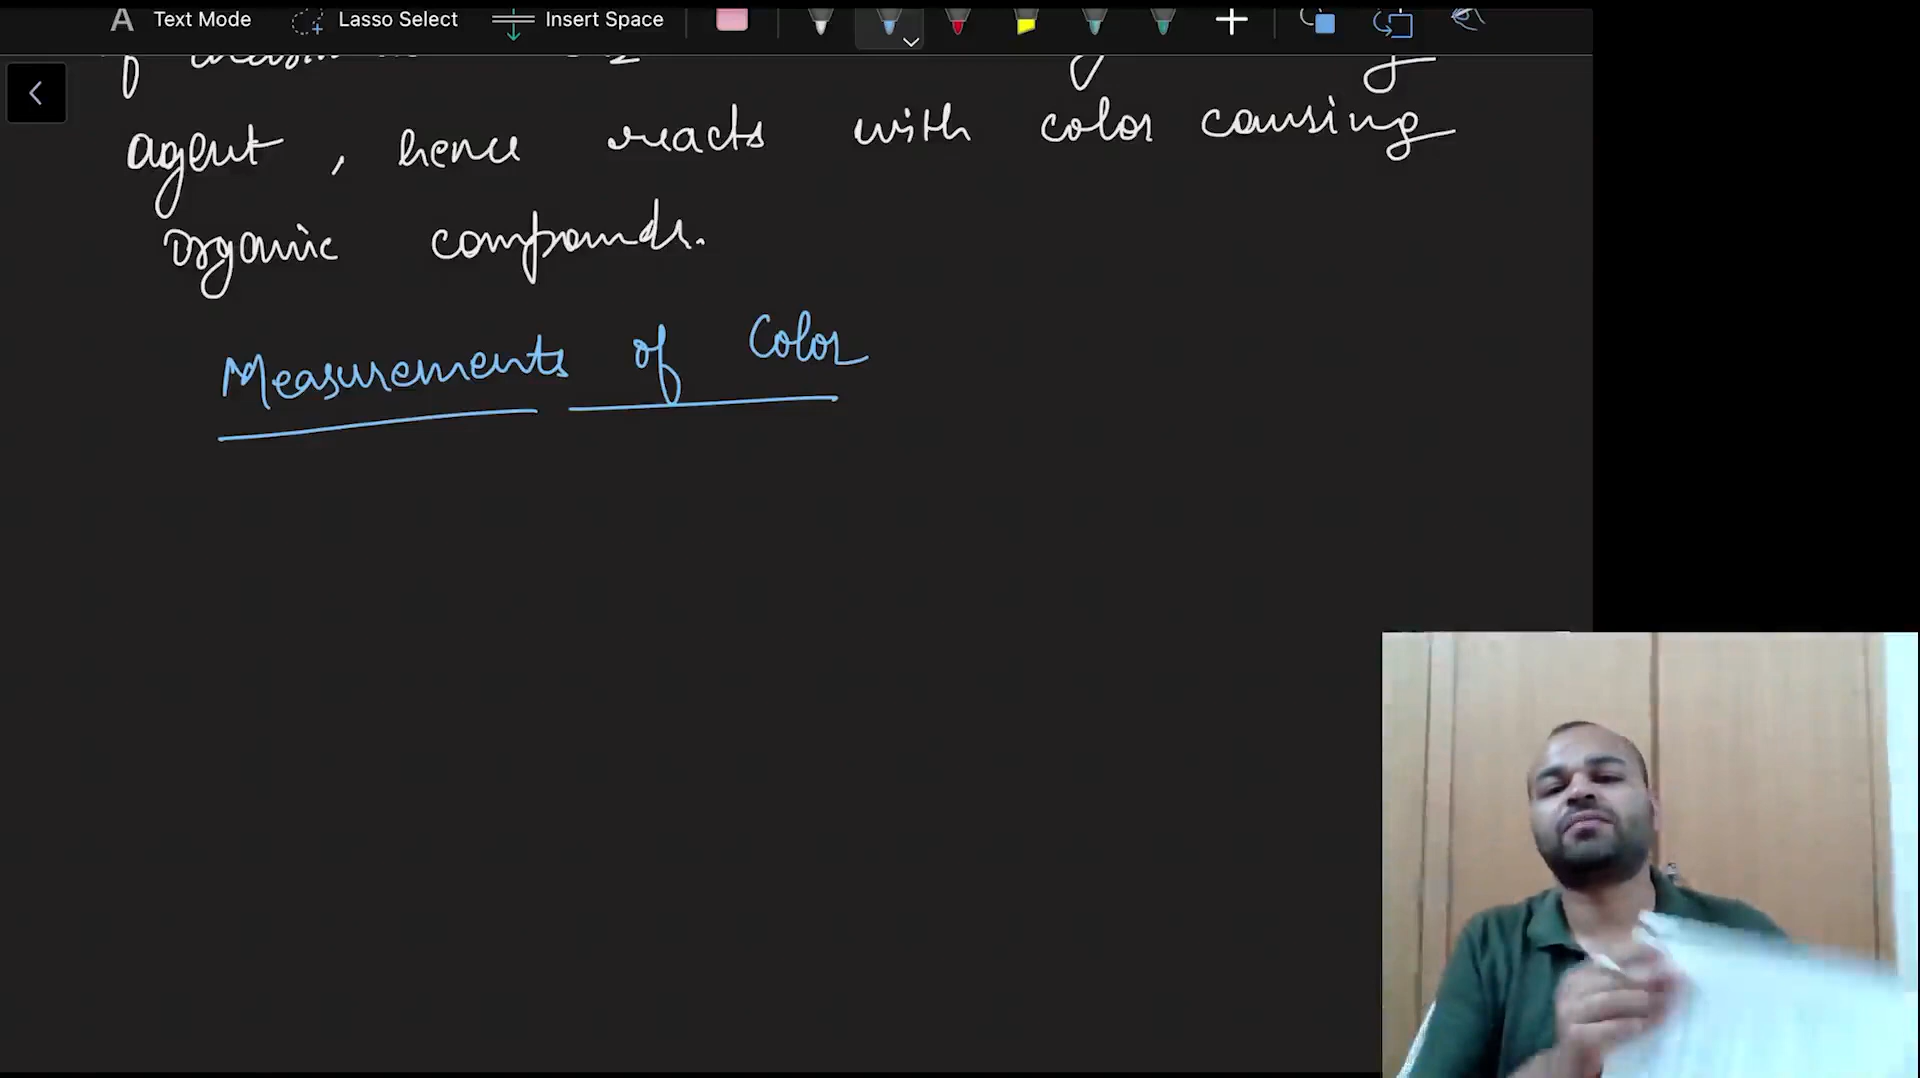 Text Mode Lasso Select Insert Space
agent, hence reacts with color causing
organic compounds.
Measurements of Color